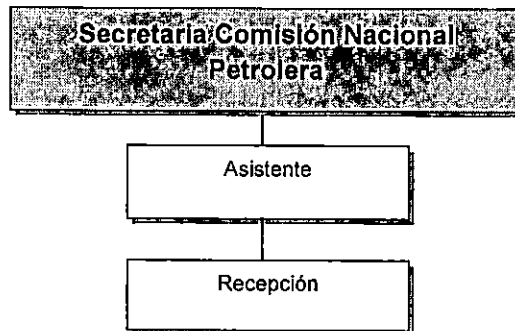 Secretaria Comisión Nacional
Petrolera
Asistente
Recepción